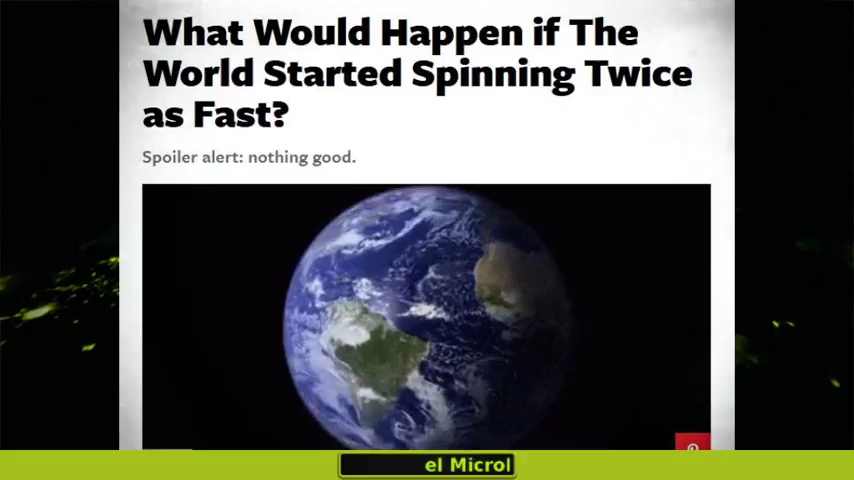 What Would Happen if The
World Started Spinning Twice
as Fast?
Spoiler alert: nothing good.
el Microl